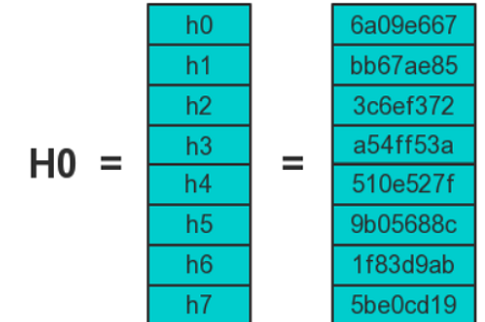 h0 6a09e667
h1 bb67ae85
h2 3c6ef372
h3 a54ff53a
H0 = =
h4 510e527f
h5 9b05688c
h6 1f83d9ab
h7 5be0cd19